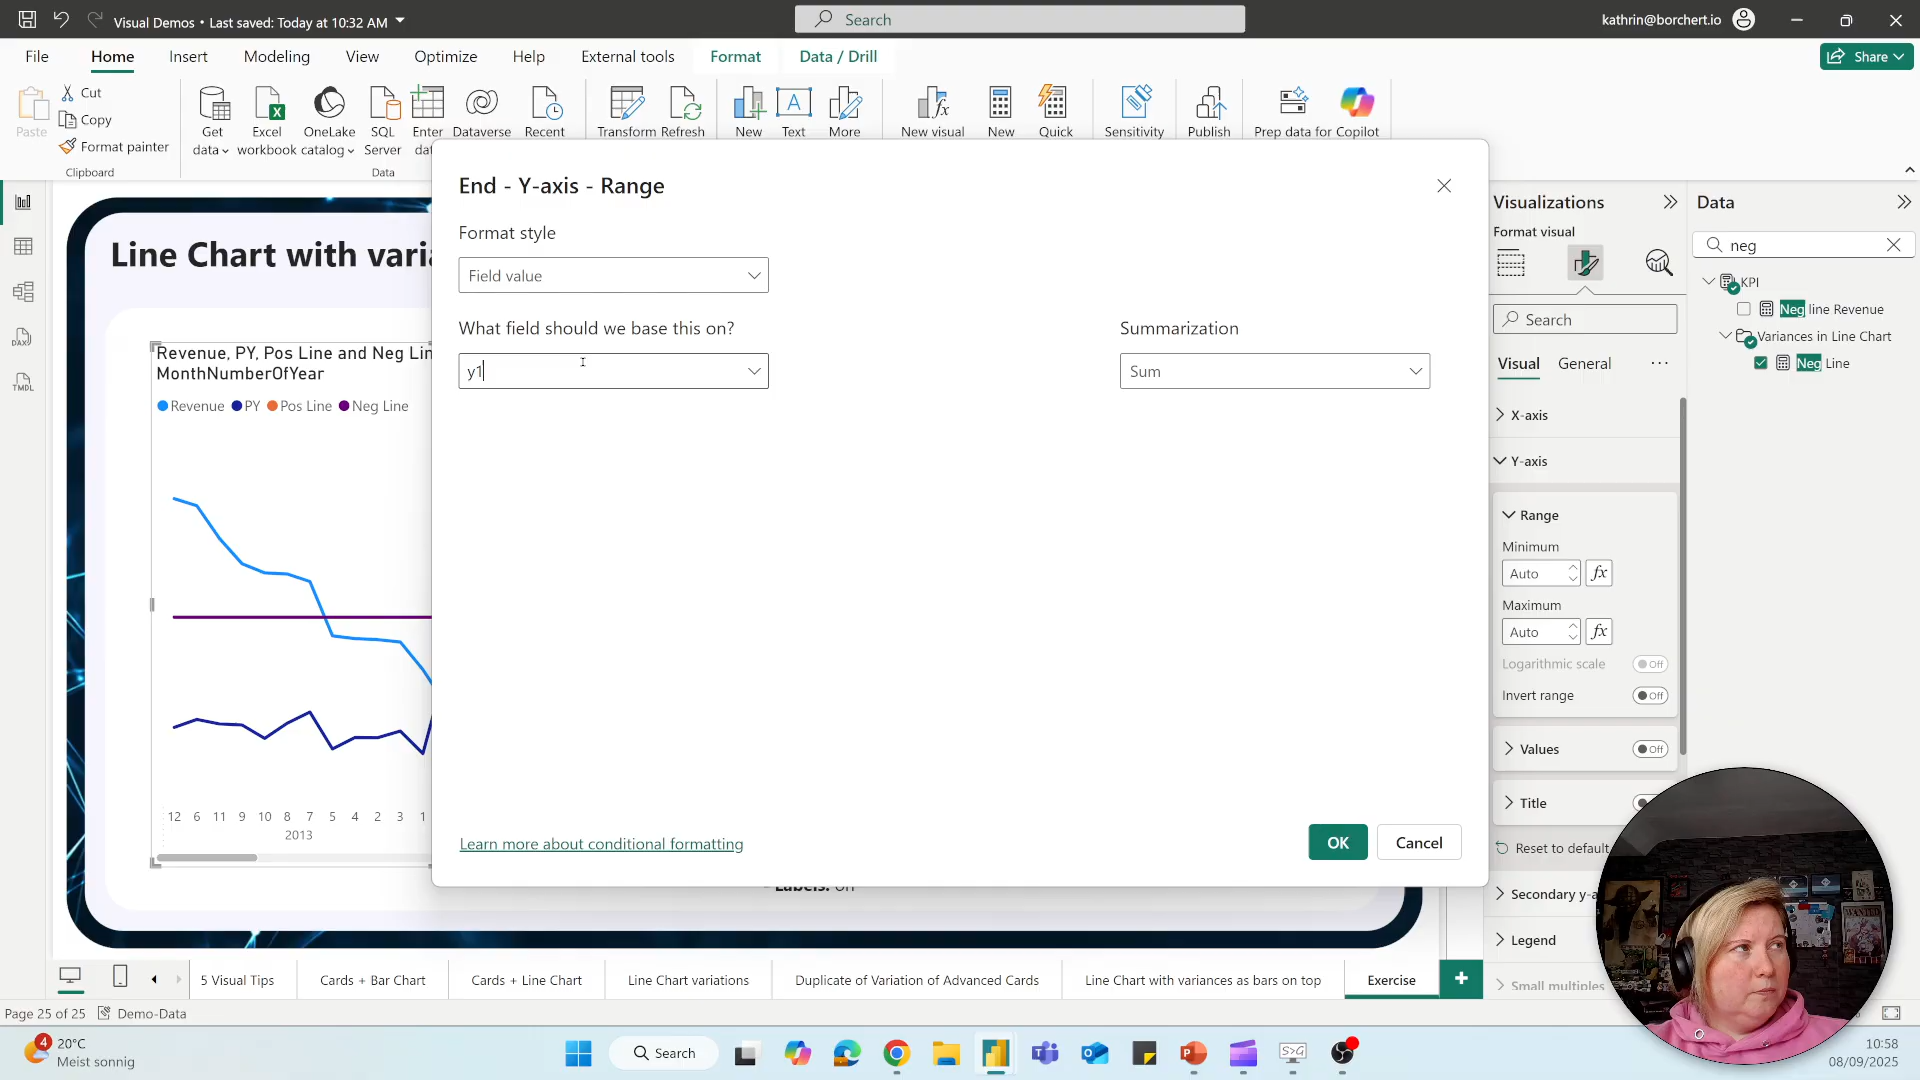 Visual Demos • Last saved: Today at 10:32 AM
Search
kathrin@borchert.io
File
Home
Insert
Modeling
View
Optimize
Help
External tools
Format
Data / Drill
Share
Paste
Cut
Copy
Format painter
Clipboard
Get data
Excel workbook
OneLake catalog
SQL Server
Enter
Dataverse
Recent
Data
Transform
Refresh
New
Text
More
New visual
New
Quick
Sensitivity
Publish
Prep data for
Copilot
Line Chart with
Revenue, PY, Pos Line and Neg
MonthNumberOfYear
Revenue PY Pos Line Neg Line
12 6 11 9 10 8 7 5 4 2 3 1
2013
End - Y-axis - Range
Format style
Field value
What field should we base this on?
y1
Summarization
Sum
Learn more about conditional formatting
OK
Cancel
Labels: on
Visualizations
Format visual
Search
Visual
General
X-axis
Y-axis
Range
Minimum
Auto
fx
Maximum
Auto
fx
Logarithmic scale
Off
Invert range
Off
Values
Off
Title
Reset to default
Secondary
Legend
Small multiples
Data
neg
KPI
Neg line Revenue
Variances in Line Chart
Neg Line
WANTED
5 Visual Tips
Cards + Bar Chart
Cards + Line Chart
Line Chart variations
Duplicate of Variation of Advanced Cards
Line Chart with variances as bars on top
Exercise
Page 25 of 25
Demo-Data
4
20°C
Meist sonnig
Search
10:58
08/09/2025